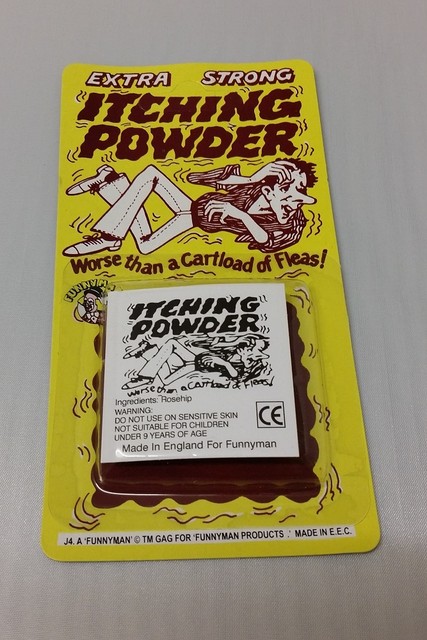 EXTRA STRONG
ITCHING
POWDER
Worse than a Cartload of Fleas!
ITCHING
POWDER
Worse than a Cartload of Fleas!
Ingredients: Rosehip
WARNING:
DO NOT USE ON SENSITIVE SKIN
NOT SUITABLE FOR CHILDREN
UNDER 9 YEARS OF AGE
CE
Made In England For Funnyman
J4. A 'FUNNYMAN' © TM GAG FOR 'FUNNYMAN PRODUCTS .' MADE IN E.E.C.